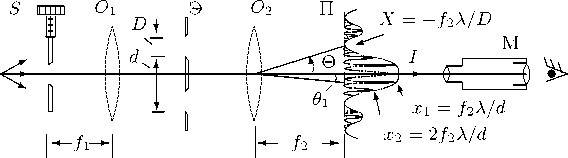 S
O₁
D
Э
O₂
П
X = −f₂λ/D
d
Θ
I
М
θ₁
x₁ = f₂λ/d
x₂ = 2f₂λ/d
f₁
f₂